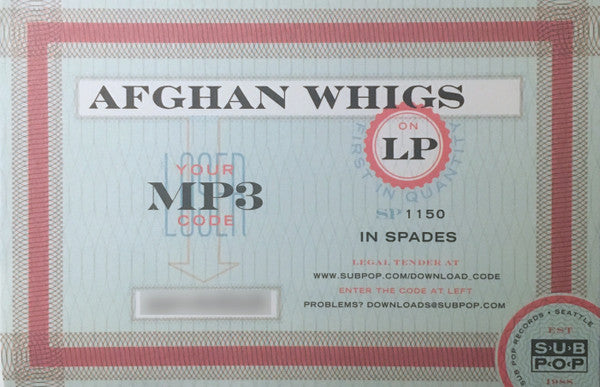 AFGHAN WHIGS
ON
LP
FIRST IN QUANTITY
LOSER
YOUR
MP3
CODE
SP 1150
IN SPADES
LEGAL TENDER AT
WWW.SUBPOP.COM/DOWNLOAD_CODE
ENTER THE CODE AT LEFT
PROBLEMS? DOWNLOADS@SUBPOP.COM
SUB POP RECORDS • SEATTLE
EST
SUB
POP
1988